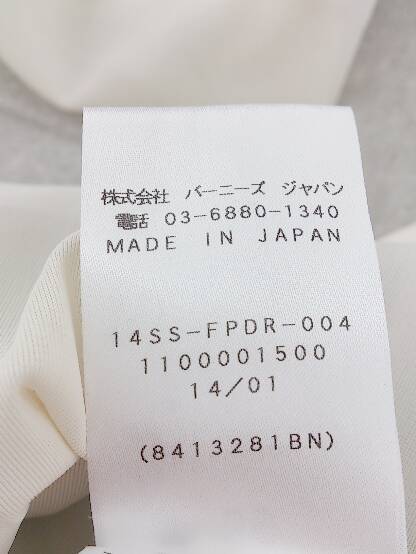 株式会社 バーニーズ ジャパン
電話 03-6880-1340
MADE IN JAPAN
14SS-FPDR-004
1100001500
14/01
(8413281BN)